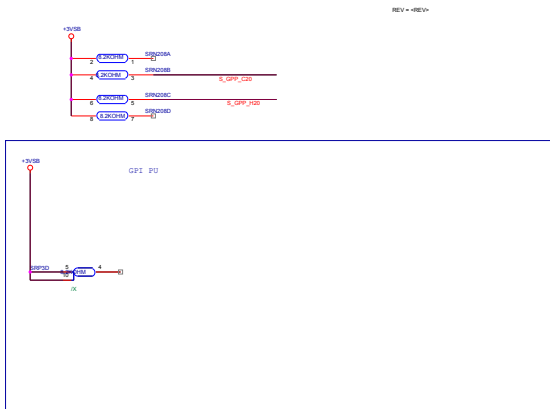 REV = <REV>
+3VSB
8.2KOHM
SRN208A
2
1
8.2KOHM
SRN208B
4
3
S_GPP_C20
8.2KOHM
SRN208C
6
5
S_GPP_H20
8.2KOHM
SRN208D
8
7
+3VSB
GPI PU
SRP3D
5
4
/X